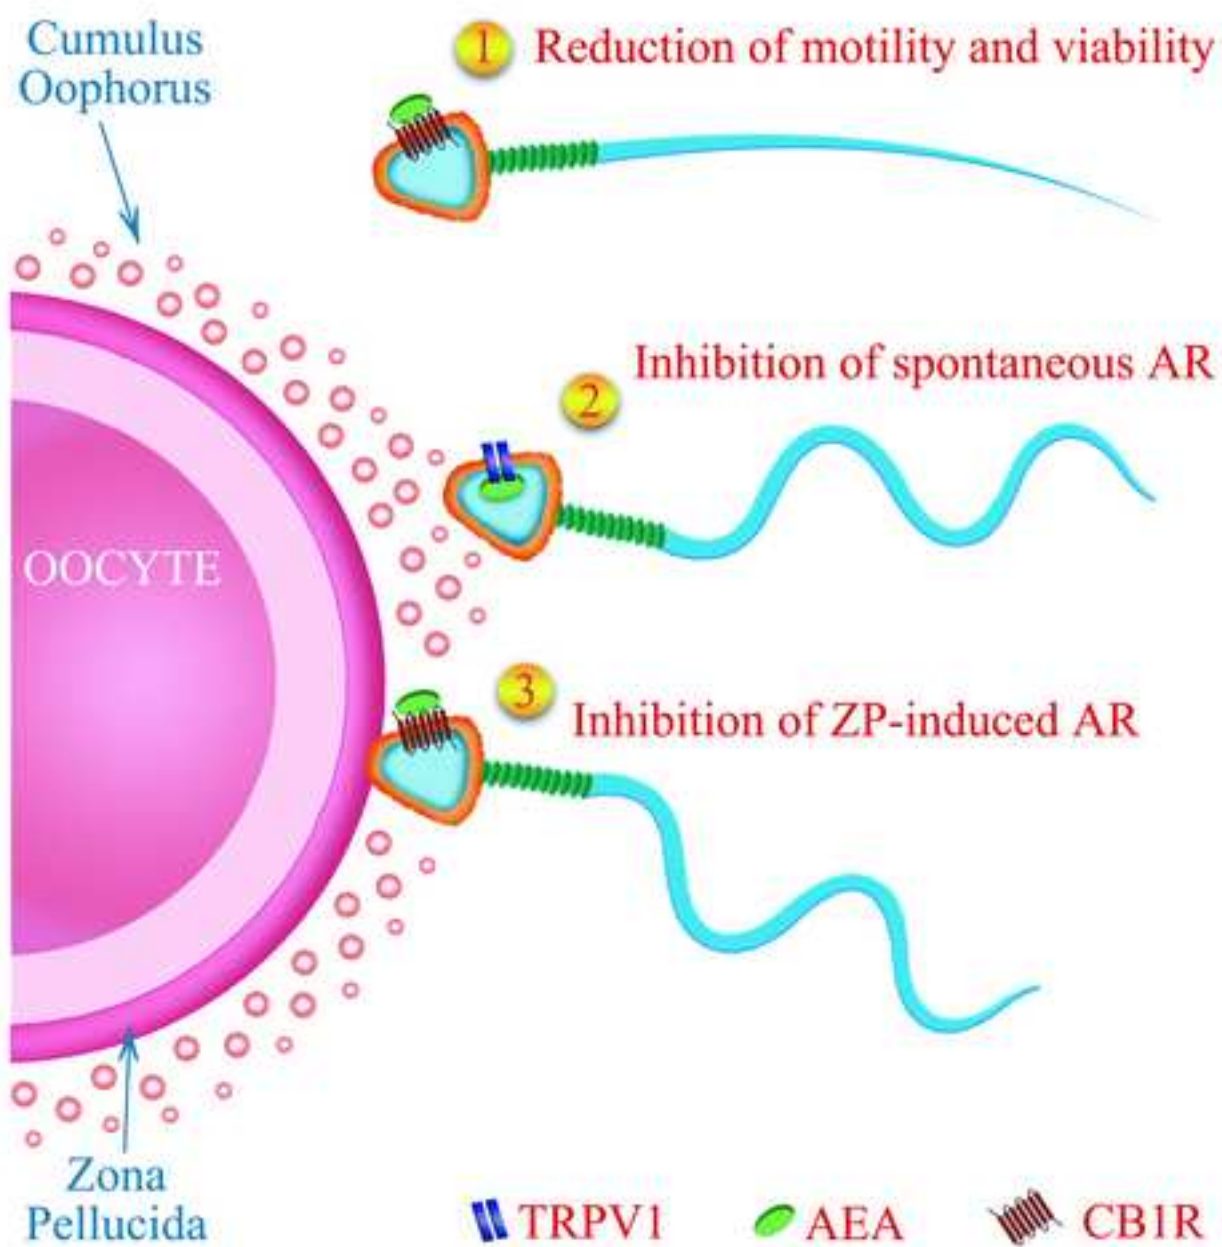 Cumulus
Oophorus
1 Reduction of motility and viability
Inhibition of spontaneous AR
2
OOCYTE
3
Inhibition of ZP-induced AR
Zona
Pellucida
TRPV1 AEA CB1R